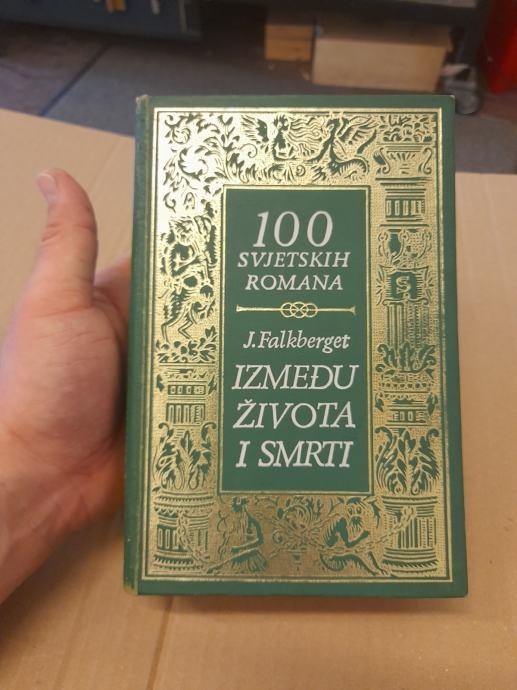 100
SVJETSKIH
ROMANA
J. Falkberget
IZMEĐU
ŽIVOTA
I SMRTI